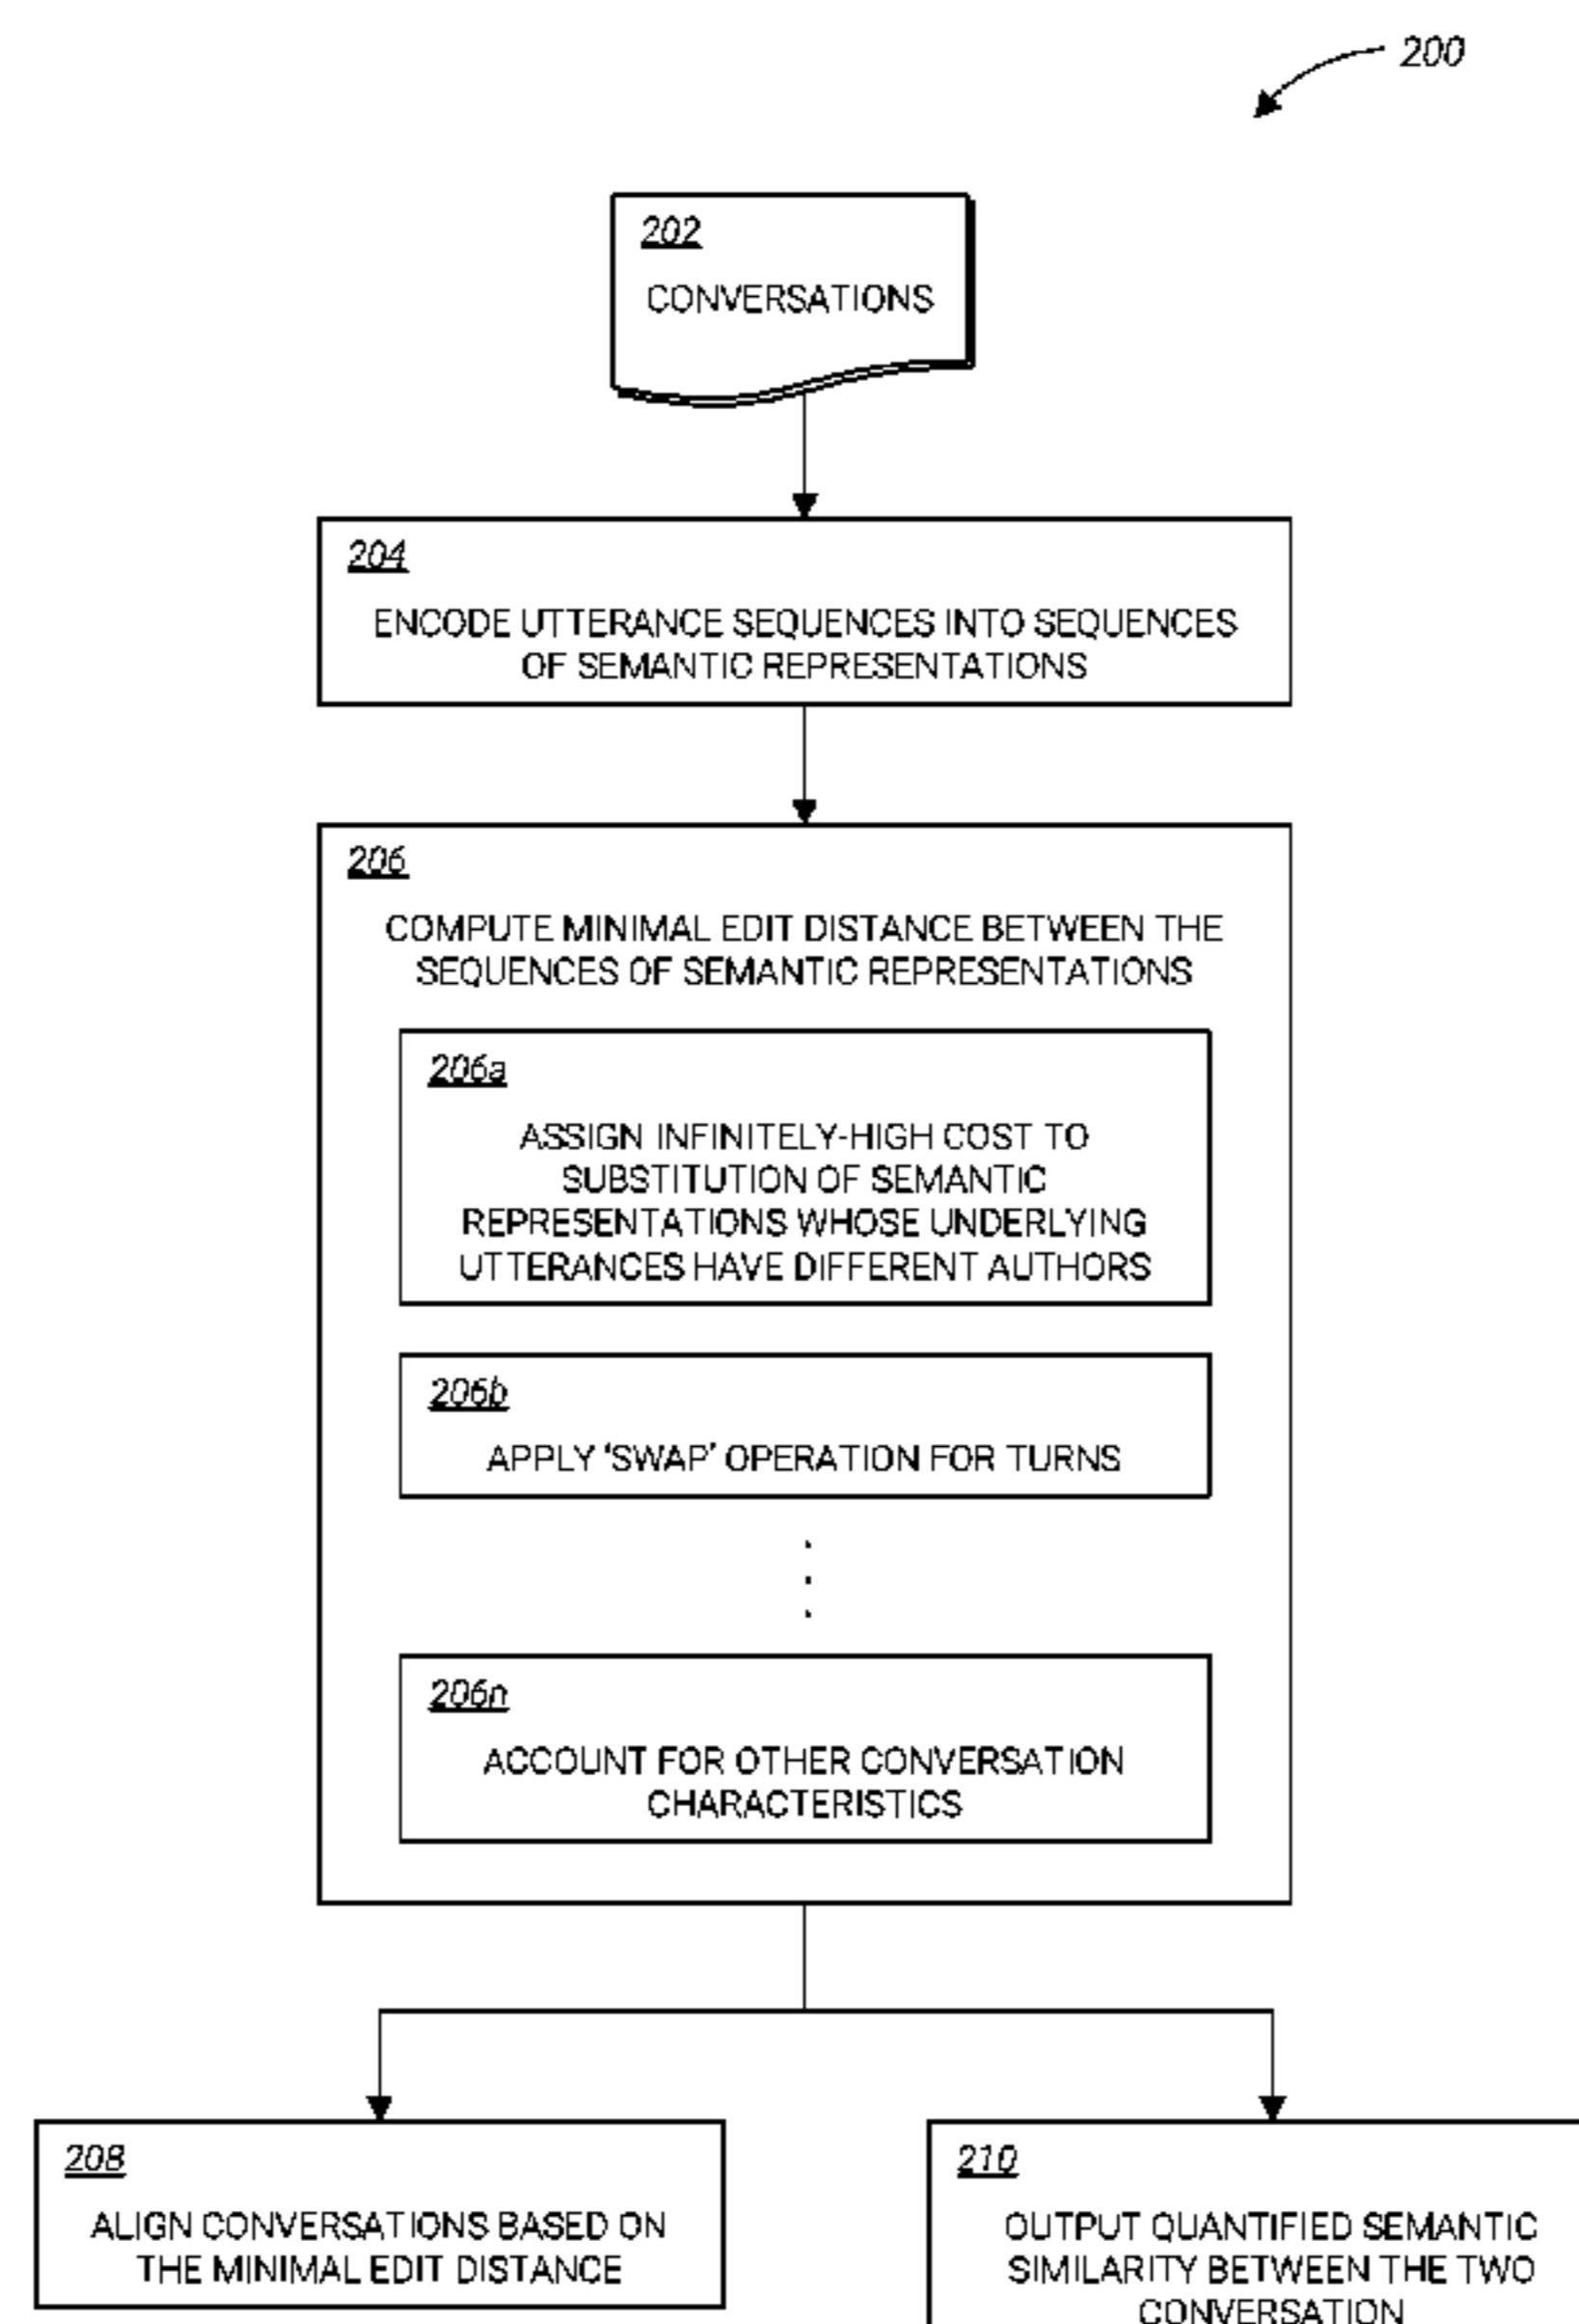 200
202
CONVERSATIONS
204
ENCODE UTTERANCE SEQUENCES INTO SEQUENCES
OF SEMANTIC REPRESENTATIONS
206
COMPUTE MINIMAL EDIT DISTANCE BETWEEN THE
SEQUENCES OF SEMANTIC REPRESENTATIONS
206a
ASSIGN INFINITELY-HIGH COST TO
SUBSTITUTION OF SEMANTIC
REPRESENTATIONS WHOSE UNDERLYING
UTTERANCES HAVE DIFFERENT AUTHORS
206b
APPLY ‘SWAP’ OPERATION FOR TURNS
206n
ACCOUNT FOR OTHER CONVERSATION
CHARACTERISTICS
208
ALIGN CONVERSATIONS BASED ON
THE MINIMAL EDIT DISTANCE
210
OUTPUT QUANTIFIED SEMANTIC
SIMILARITY BETWEEN THE TWO
CONVERSATION